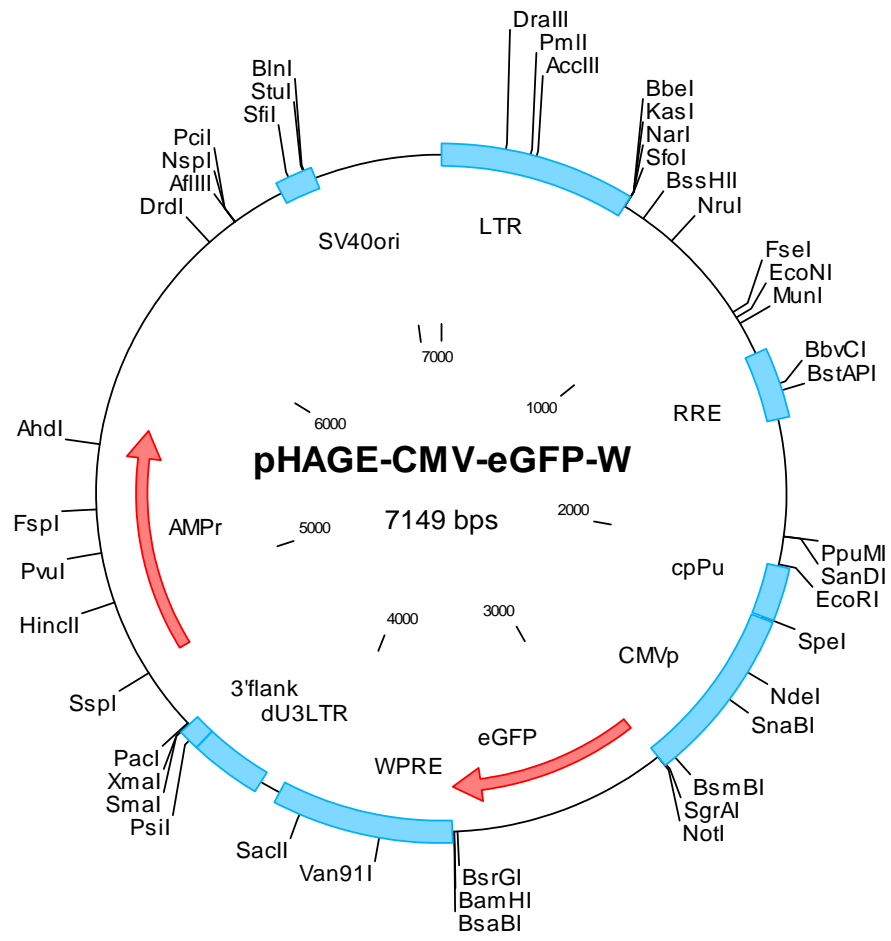 DraIII
PmlI
AccIII
BlnI
StuI
SfiI
BbeI
KasI
NarI
SfoI
PciI
NspI
AflIII
DrdI
BssHII
NruI
SV40ori
LTR
FseI
EcoNI
MunI
7000
BbvCI
BstAPI
1000
6000
RRE
AhdI
pHAGE-CMV-eGFP-W
FspI
AMPr
5000
7149 bps
2000
PvuI
PpuMI
SanDI
EcoRI
cpPu
HincII
4000
3000
SpeI
CMVp
SspI
3'flank
dU3LTR
NdeI
SnaBI
eGFP
WPRE
PacI
XmaI
SmaI
PsiI
BsmBI
SgrAI
NotI
SacII
Van91I
BsrGI
BamHI
BsaBI